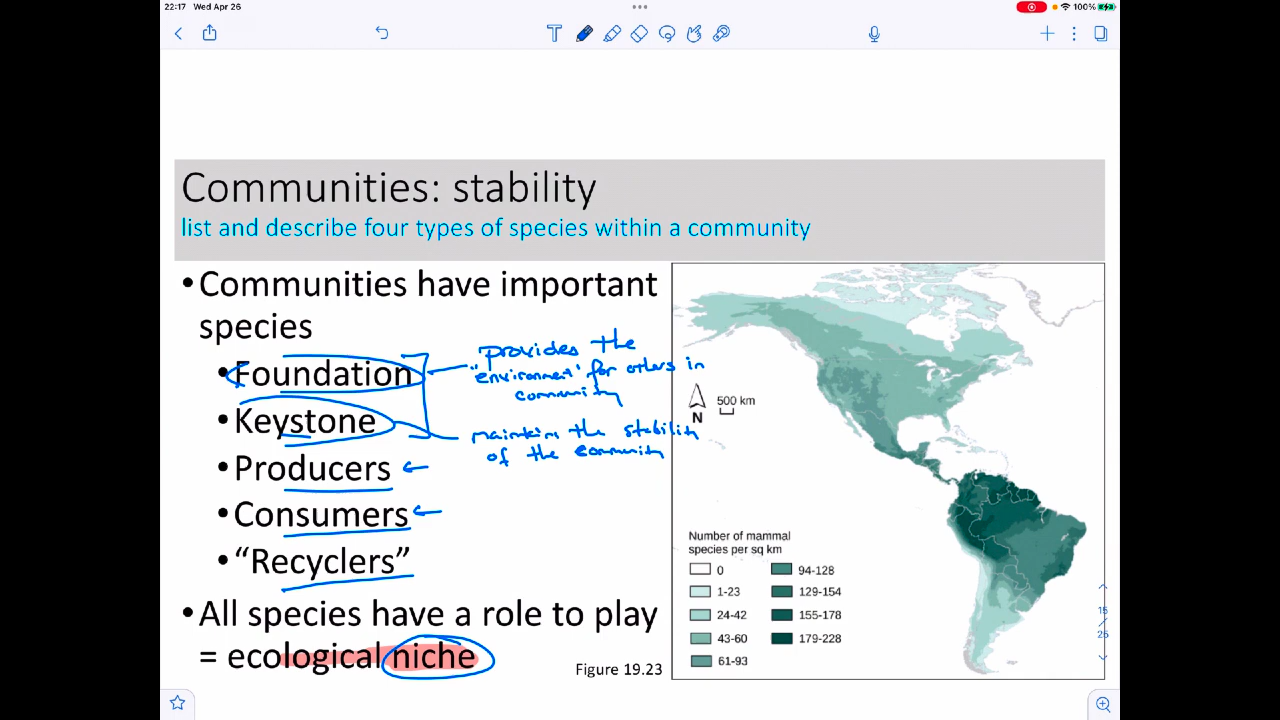 22:17 Wed Apr 26
100%
Communities: stability
list and describe four types of species within a community
•Communities have important
species
•Foundation
"provides the
environment" for others in
community
•Keystone
maintain the stability
of the community
•Producers
•Consumers
•“Recyclers”
•All species have a role to play
= ecological niche
Figure 19.23
500 km
N
Number of mammal
species per sq km
0
1-23
24-42
43-60
61-93
94-128
129-154
155-178
179-228
15
/
26